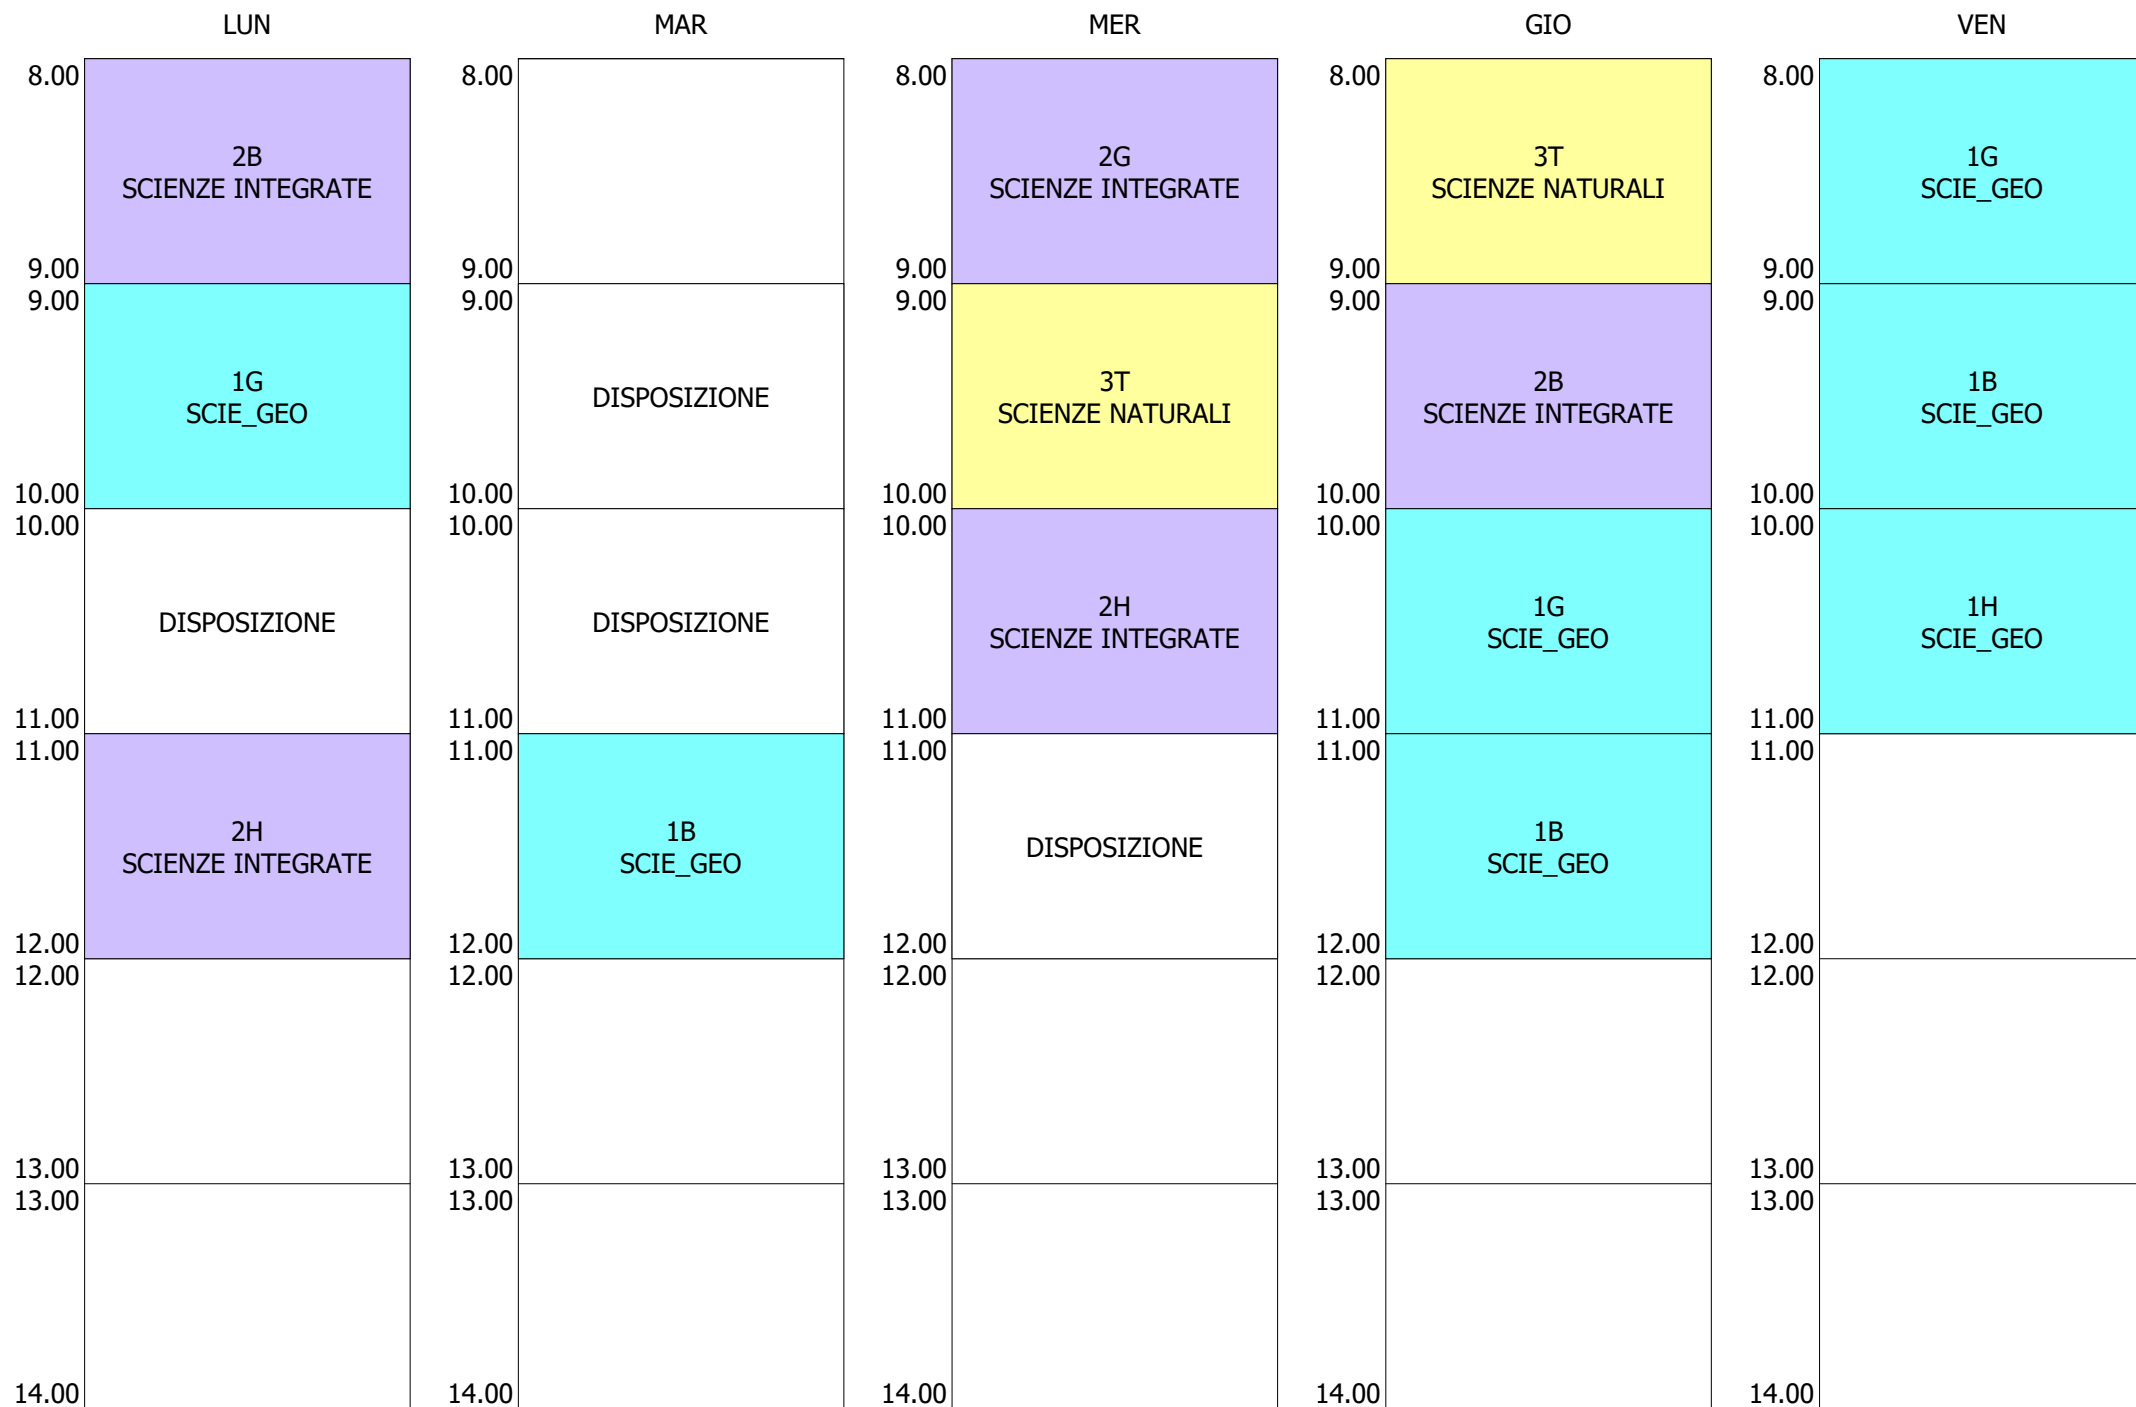 LUN MAR MER GIO VEN
8.00 8.00 8.00 8.00 8.00
2B 2G 3T 1G
SCIENZE INTEGRATE SCIENZE INTEGRATE SCIENZE NATURALI SCIE_GEO
9.00 9.00 9.00 9.00 9.00
9.00 9.00 9.00 9.00 9.00
1G DISPOSIZIONE 3T 2B 1B
SCIE_GEO SCIENZE NATURALI SCIENZE INTEGRATE SCIE_GEO
10.00 10.00 10.00 10.00 10.00
10.00 10.00 10.00 10.00 10.00
DISPOSIZIONE DISPOSIZIONE 2H 1G 1H
SCIENZE INTEGRATE SCIE_GEO SCIE_GEO
11.00 11.00 11.00 11.00 11.00
11.00 11.00 11.00 11.00 11.00
2H 1B DISPOSIZIONE 1B
SCIENZE INTEGRATE SCIE_GEO SCIE_GEO
12.00 12.00 12.00 12.00 12.00
12.00 12.00 12.00 12.00 12.00
13.00 13.00 13.00 13.00 13.00
13.00 13.00 13.00 13.00 13.00
14.00 14.00 14.00 14.00 14.00